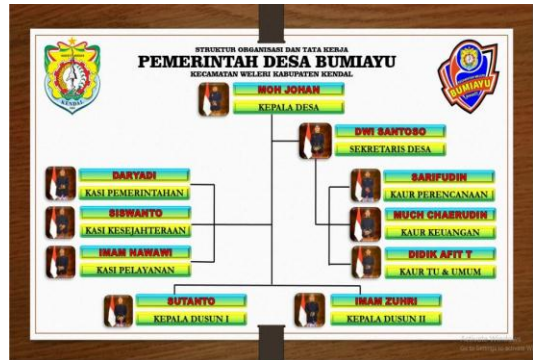 STRUKTUR ORGANISASI DAN TATA KERJA
PEMERINTAH DESA BUMIAYU
KECAMATAN WELERI KABUPATEN KENDAL
MOH JOHAN
KEPALA DESA
DWI SANTOSO
SEKRETARIS DESA
DARYADI
KASI PEMERINTAHAN
SISWANTO
KASI KESEJAHTERAAN
IMAM NAWAWI
KASI PELAYANAN
SARIFUDIN
KAUR PERENCANAAN
MUCH CHAERUDIN
KAUR KEUANGAN
DIDIK AFIT T
KAUR TU & UMUM
SUTANTO
KEPALA DUSUN I
IMAM ZUHRI
KEPALA DUSUN II
KENDAL
BUMIAYU